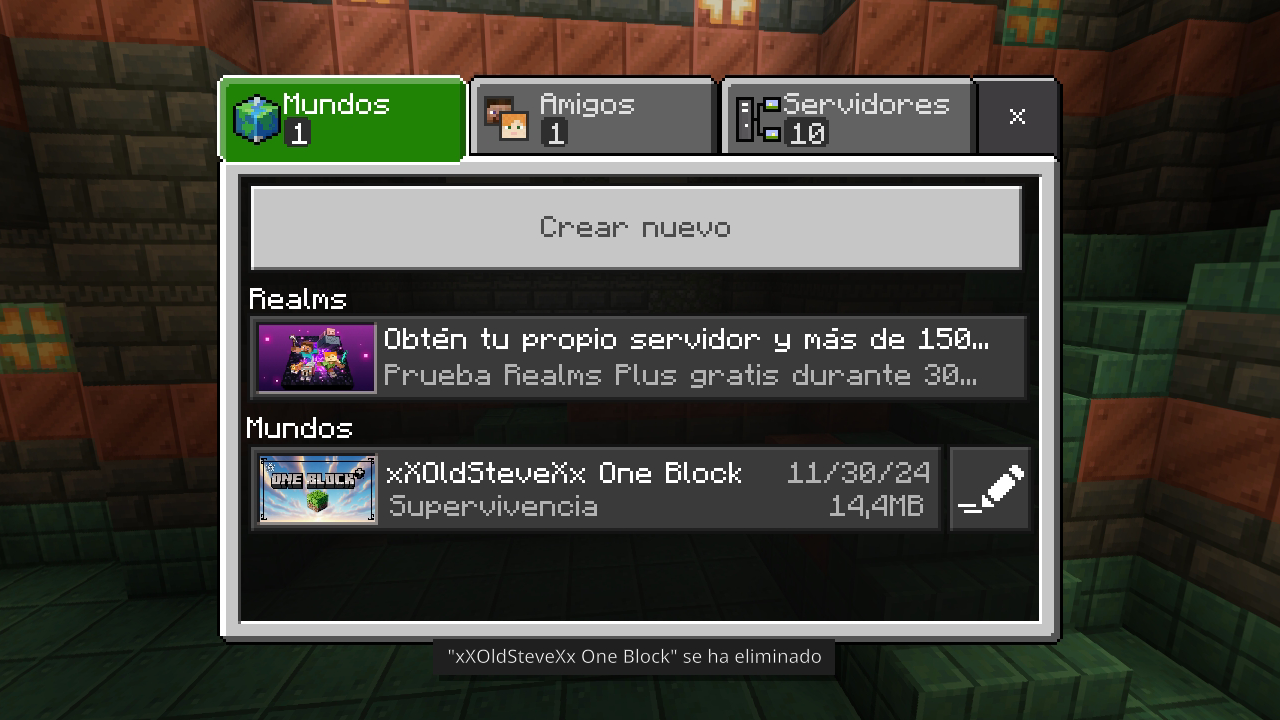 Mundos
1
Amigos
1
Servidores
10
x
Crear nuevo
Realms
Obtén tu propio servidor y más de 150...
Prueba Realms Plus gratis durante 30...
Mundos
ONE BLOCK
xXOldSteveXx One Block 11/30/24
Supervivencia 14,4MB
"xXOldSteveXx One Block" se ha eliminado